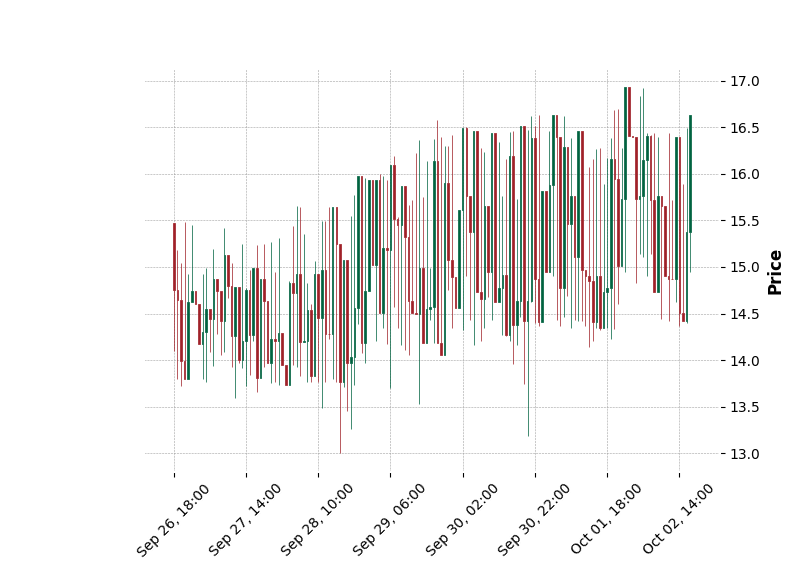 17.0
16.5
16.0
15.5
15.0
14.5
14.0
13.5
13.0
Price
Sep 26, 18:00
Sep 27, 14:00
Sep 28, 10:00
Sep 29, 06:00
Sep 30, 02:00
Sep 30, 22:00
Oct 01, 18:00
Oct 02, 14:00